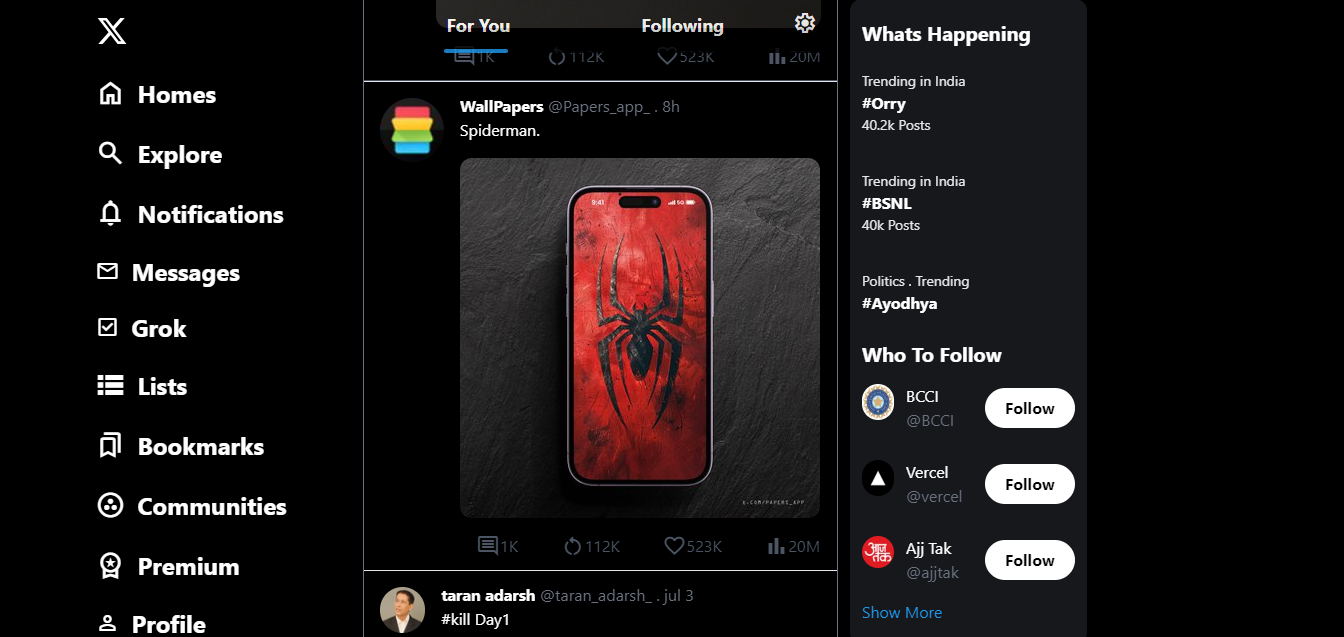 Homes
Explore
Notifications
Messages
Grok
Lists
Bookmarks
Communities
Premium
Profile
For You Following
1K 112K 523K 20M
WallPapers @Papers_app_ . 8h
Spiderman.
9:41 5G
X.COM/PAPERS_APP
1K 112K 523K 20M
taran adarsh @taran_adarsh_ . jul 3
#kill Day1
Whats Happening
Trending in India
#Orry
40.2k Posts
Trending in India
#BSNL
40k Posts
Politics . Trending
#Ayodhya
Who To Follow
BCCI
@BCCI
Follow
Vercel
@vercel
Follow
आज
तक
Ajj Tak
@ajjtak
Follow
Show More